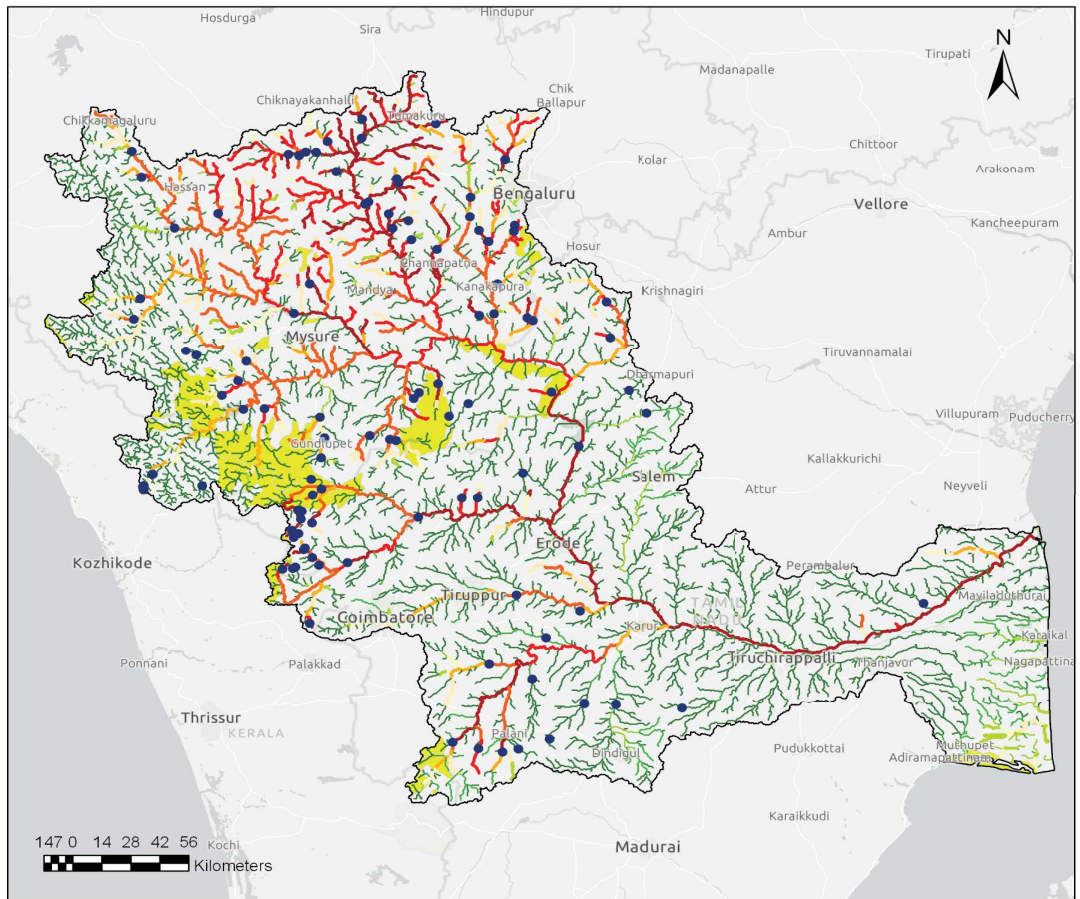 Hindupur
Hosdurga
Sira
N
Tirupati
Madanapalle
Chik
Ballapur
Chiknayakanhalli
Tumakuru
Chikkamagaluru
Chittoor
Kolar
Arakonam
Hassan
Bengaluru
Vellore
Kancheepuram
Ambur
Hosur
Channapatna
Krishnagiri
Kanakapura
Mandya
Mysure
Tiruvannamalai
Dharmapuri
Villupuram
Puducherry
Gundlupet
Kallakkurichi
Salem
Attur
Neyveli
Erode
Kozhikode
Perambalur
Mayiladuthurai
Tiruppur
TAMIL
NADU
Coimbatore
Karur
Karaikal
Tiruchirappalli
Ponnani
Palakkad
Thanjavur
Nagapattina
Thrissur
KERALA
Palani
Dindigul
Pudukkottai
Muthupet
Adiramapattinam
Karaikkudi
147 0 14 28 42 56
Kilometers
Kochi
Madurai